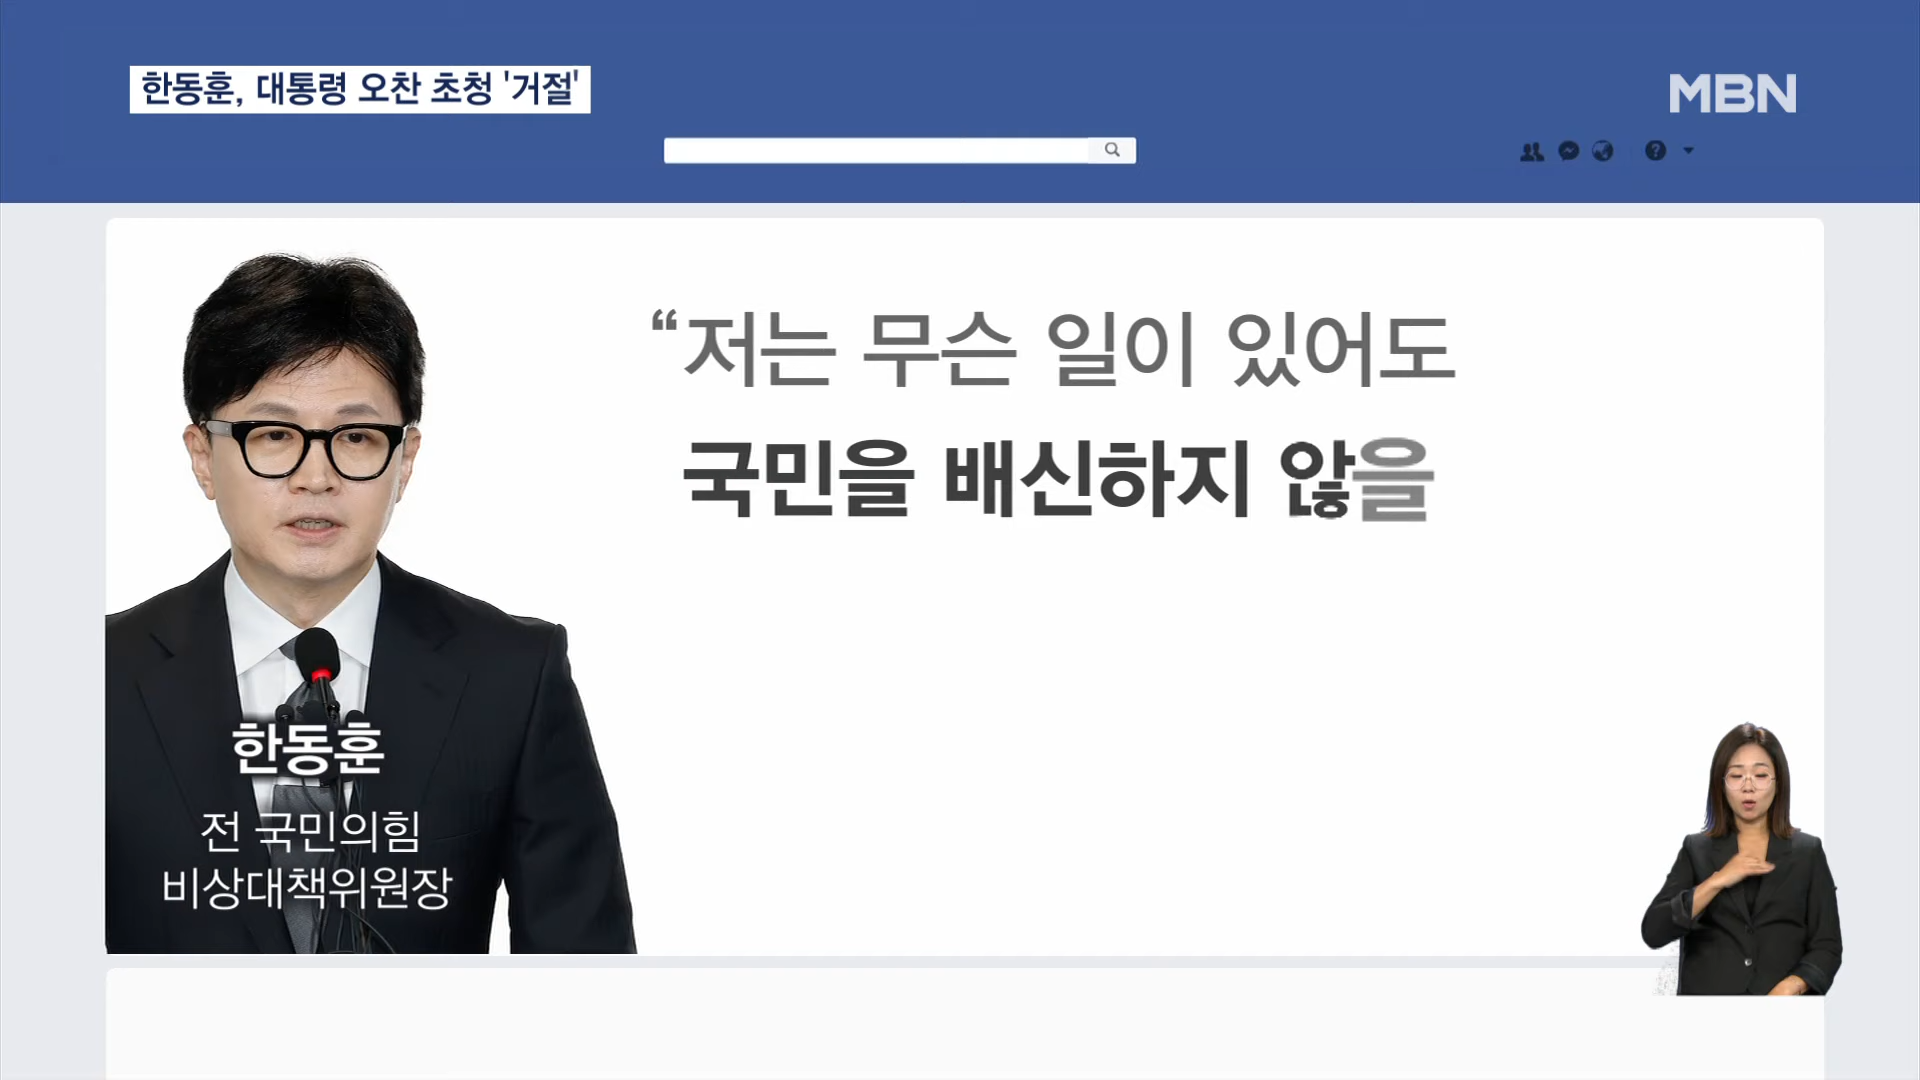 한동훈, 대통령 오찬 초청 '거절'
MBN
“저는 무슨 일이 있어도
국민을 배신하지 않을
한동훈
전 국민의힘
비상대책위원장